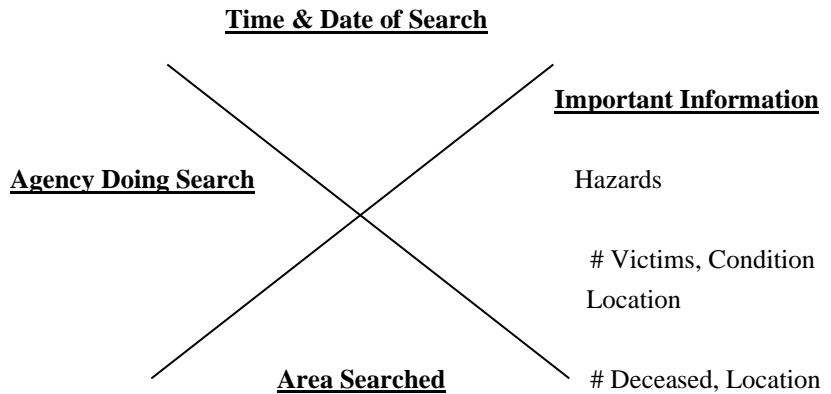 Time & Date of Search
Important Information
Agency Doing Search
Hazards
# Victims, Condition
Location
Area Searched
# Deceased, Location